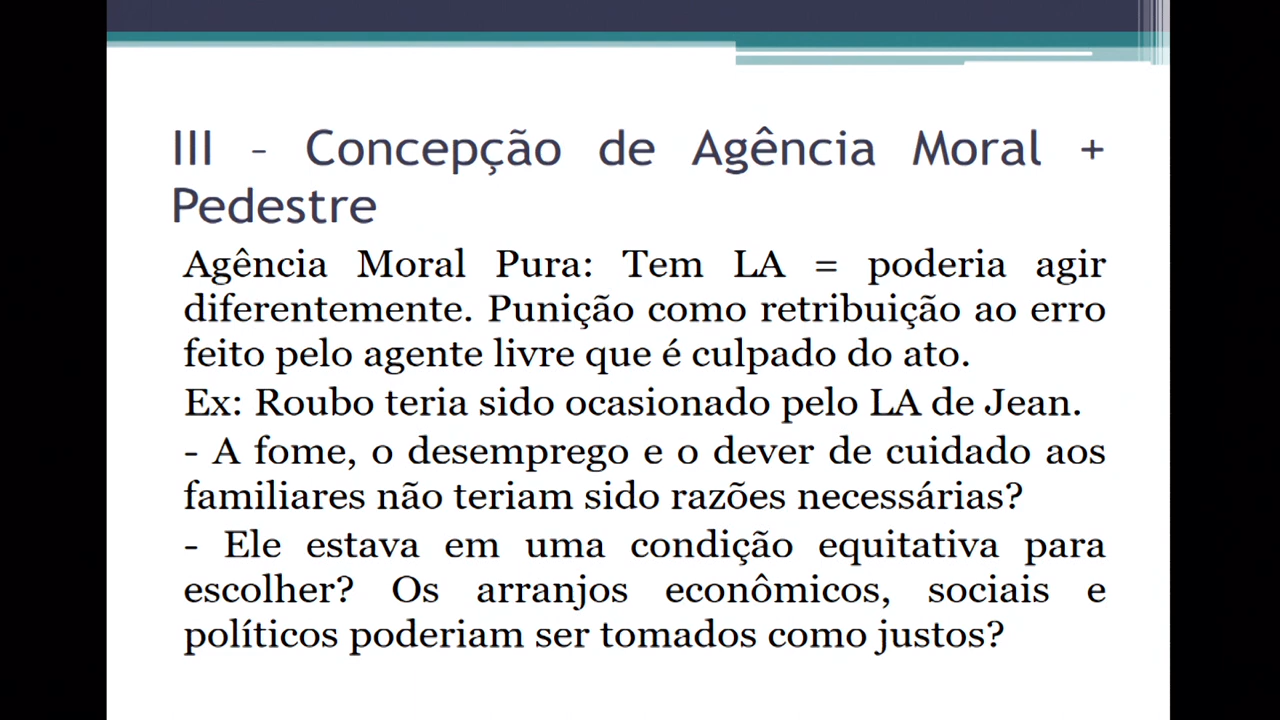 III – Concepção de Agência Moral +
Pedestre
Agência Moral Pura: Tem LA = poderia agir
diferentemente. Punição como retribuição ao erro
feito pelo agente livre que é culpado do ato.
Ex: Roubo teria sido ocasionado pelo LA de Jean.
- A fome, o desemprego e o dever de cuidado aos
familiares não teriam sido razões necessárias?
- Ele estava em uma condição equitativa para
escolher? Os arranjos econômicos, sociais e
políticos poderiam ser tomados como justos?